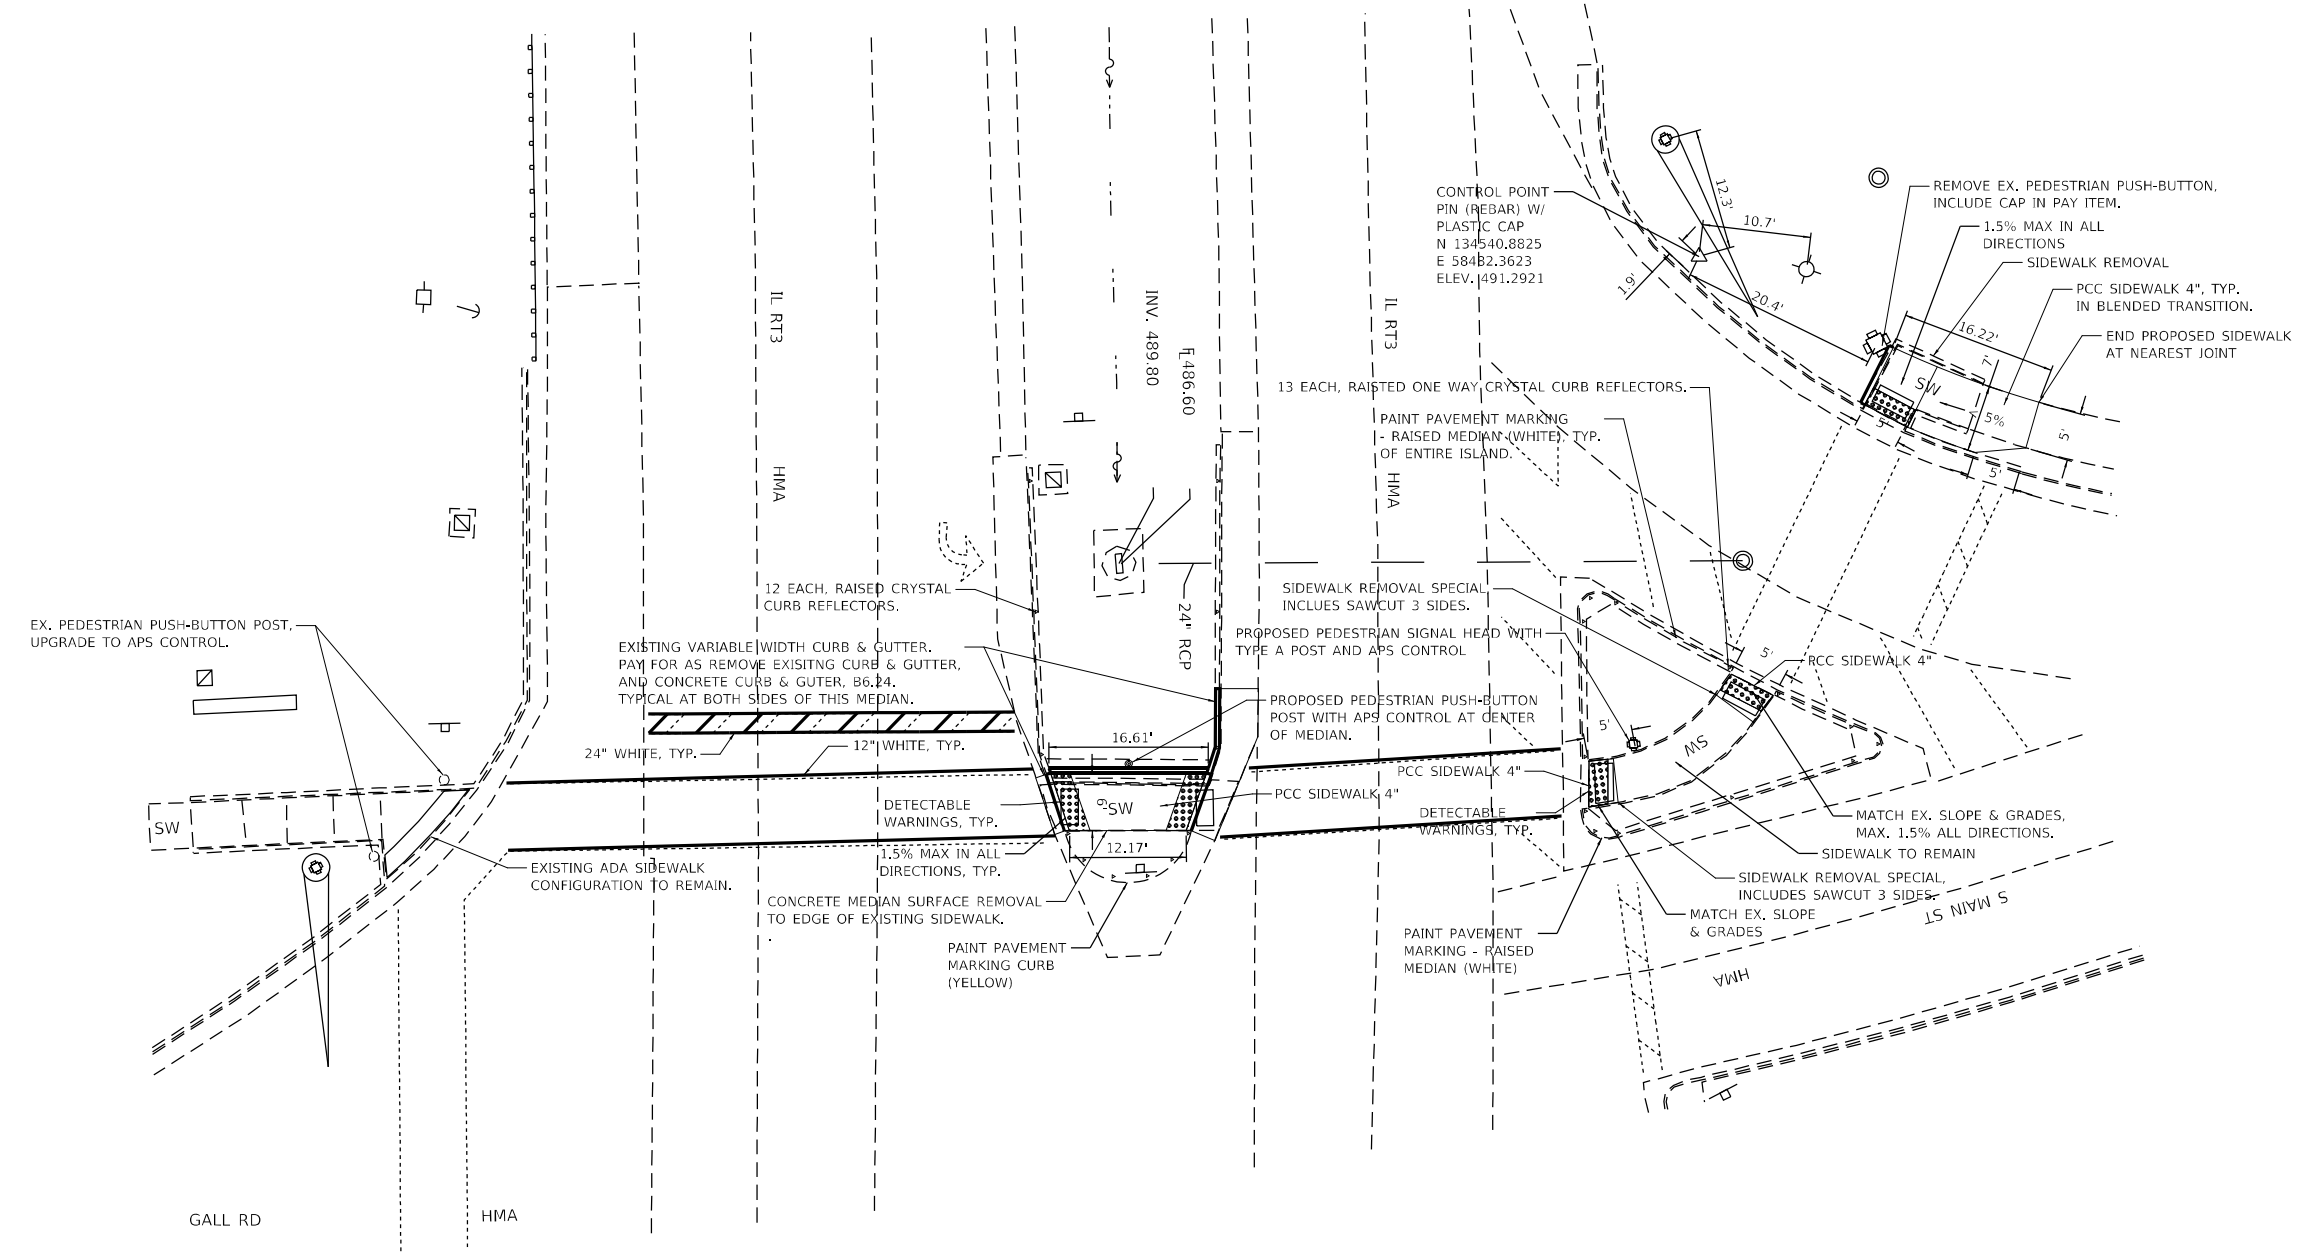 CONTROL POINT
PIN (REBAR) W/
PLASTIC CAP
N 134540.8825
E 58432.3623
ELEV. 491.2921
12.3'
10.7'
1.9'
20.4'
REMOVE EX. PEDESTRIAN PUSH-BUTTON,
INCLUDE CAP IN PAY ITEM.
1.5% MAX IN ALL
DIRECTIONS
SIDEWALK REMOVAL
PCC SIDEWALK 4", TYP.
IN BLENDED TRANSITION.
END PROPOSED SIDEWALK
AT NEAREST JOINT
16.22'
7'
SW
5%
5'
5'
5'
IL RT3
HMA
INV. 489.80
FL486.60
IL RT3
HMA
13 EACH, RAISTED ONE WAY CRYSTAL CURB REFLECTORS.
PAINT PAVEMENT MARKING
- RAISED MEDIAN (WHITE), TYP.
OF ENTIRE ISLAND.
12 EACH, RAISED CRYSTAL
CURB REFLECTORS.
24" RCP
SIDEWALK REMOVAL SPECIAL,
INCLUES SAWCUT 3 SIDES.
PROPOSED PEDESTRIAN SIGNAL HEAD WITH
TYPE A POST AND APS CONTROL
EX. PEDESTRIAN PUSH-BUTTON POST,
UPGRADE TO APS CONTROL.
EXISTING VARIABLE WIDTH CURB & GUTTER.
PAY FOR AS REMOVE EXISITNG CURB & GUTTER,
AND CONCRETE CURB & GUTER, B6.24.
TYPICAL AT BOTH SIDES OF THIS MEDIAN.
5'
PCC SIDEWALK 4"
PROPOSED PEDESTRIAN PUSH-BUTTON
POST WITH APS CONTROL AT CENTER
OF MEDIAN.
24" WHITE, TYP.
12" WHITE, TYP.
16.61'
5'
SW
PCC SIDEWALK 4"
PCC SIDEWALK 4"
DETECTABLE
WARNINGS, TYP.
6'
SW
DETECTABLE
WARNINGS, TYP.
MATCH EX. SLOPE & GRADES,
MAX. 1.5% ALL DIRECTIONS.
SW
12.17'
1.5% MAX IN ALL
DIRECTIONS, TYP.
SIDEWALK TO REMAIN
EXISTING ADA SIDEWALK
CONFIGURATION TO REMAIN.
SIDEWALK REMOVAL SPECIAL,
INCLUDES SAWCUT 3 SIDES.
CONCRETE MEDIAN SURFACE REMOVAL
TO EDGE OF EXISTING SIDEWALK.
.
MATCH EX. SLOPE
& GRADES
S MAIN ST
PAINT PAVEMENT
MARKING CURB
(YELLOW)
PAINT PAVEMENT
MARKING - RAISED
MEDIAN (WHITE)
HMA
GALL RD
HMA